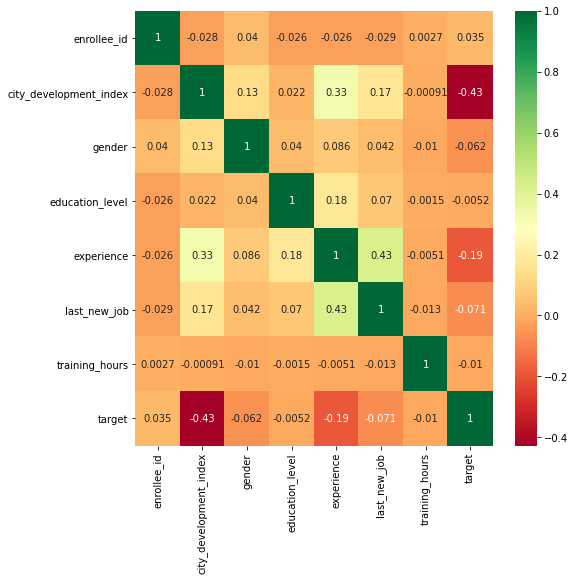 enrollee_id 1 -0.028 0.04 -0.026 -0.026 -0.029 0.0027 0.035
city_development_index -0.028 1 0.13 0.022 0.33 0.17 -0.00091 -0.43
gender 0.04 0.13 1 0.04 0.086 0.042 -0.01 -0.062
education_level -0.026 0.022 0.04 1 0.18 0.07 -0.0015 -0.0052
experience -0.026 0.33 0.086 0.18 1 0.43 -0.0051 -0.19
last_new_job -0.029 0.17 0.042 0.07 0.43 1 -0.013 -0.071
training_hours 0.0027 -0.00091 -0.01 -0.0015 -0.0051 -0.013 1 -0.01
target 0.035 -0.43 -0.062 -0.0052 -0.19 -0.071 -0.01 1
enrollee_id
city_development_index
gender
education_level
experience
last_new_job
training_hours
target
1.0
0.8
0.6
0.4
0.2
0.0
−0.2
−0.4